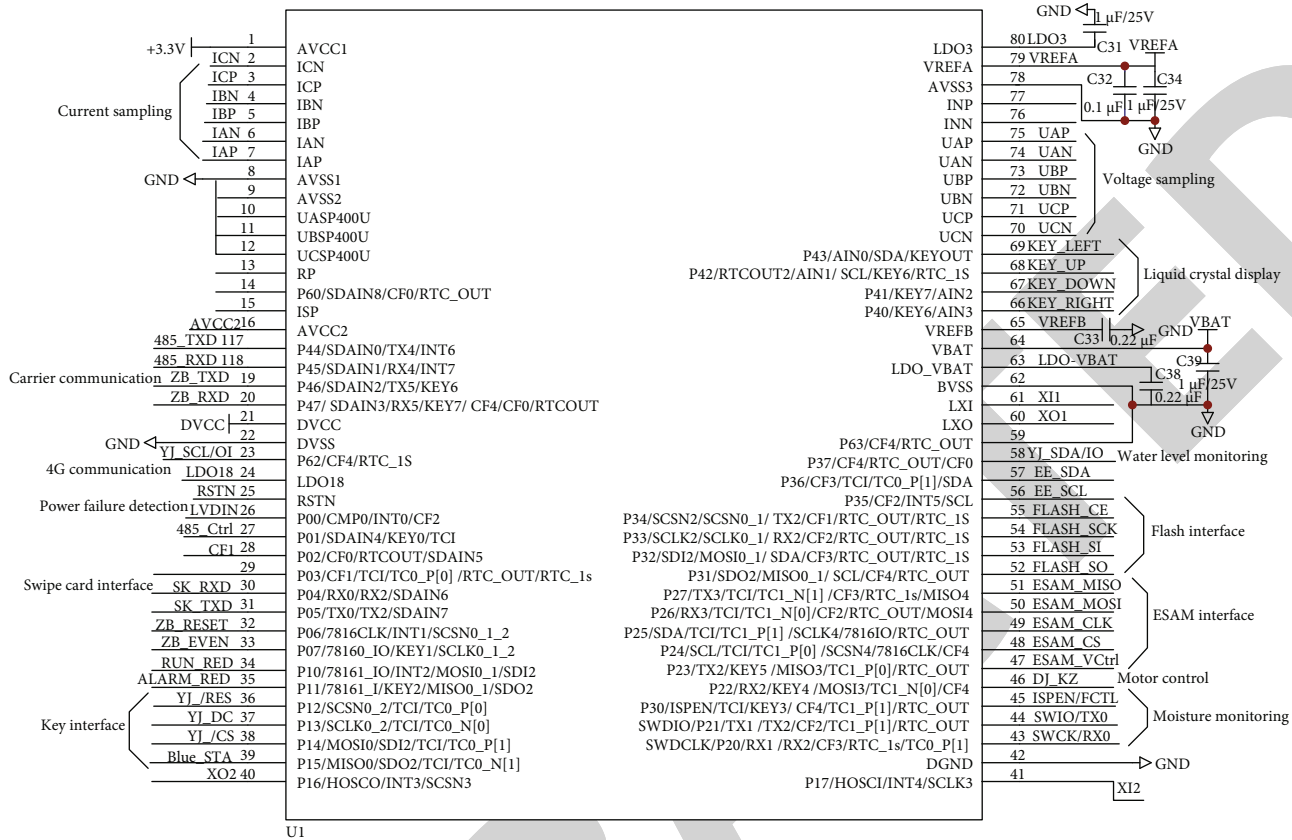 GND
1 µF/25V
+3.3V 1 AVCC1 LDO3 80 LDO3 C31 VREFA
ICN 2 ICN VREFA 79 VREFA
ICP 3 ICP AVSS3 78 C32 C34
IBN 4 IBN INP 77 0.1 µF 1 µF/25V
Current sampling
IBP 5 IBP INN 76
IAN 6 IAN UAP 75 UAP
GND
IAP 7 IAP UAN 74 UAN
GND 8 AVSS1 UBP 73 UBP Voltage sampling
9 AVSS2 UBN 72 UBN
10 UASP400U UCP 71 UCP
11 UBSP400U UCN 70 UCN
12 UCSP400U P43/AIN0/SDA/KEYOUT 69 KEY_LEFT
13 RP P42/RTCOUT2/AIN1/ SCL/KEY6/RTC_1S 68 KEY_UP Liquid crystal display
14 P60/SDAIN8/CF0/RTC_OUT P41/KEY7/AIN2 67 KEY_DOWN
15 ISP P40/KEY6/AIN3 66 KEY_RIGHT
AVCC2 16 AVCC2 VREFB 65 VREFB C33 0.22 µF GND VBAT
485_TXD 117 P44/SDAIN0/TX4/INT6 VBAT 64
485_RXD 118 P45/SDAIN1/RX4/INT7 LDO_VBAT 63 LDO-VBAT C38 C39
Carrier communication ZB_TXD 19 P46/SDAIN2/TX5/KEY6 BVSS 62 1 µF/25V
ZB_RXD 20 P47/ SDAIN3/RX5/KEY7/ CF4/CF0/RTCOUT LXI 61 XI1 0.22 µF
DVCC 21 DVCC LXO 60 XO1
GND
GND 22 DVSS P63/CF4/RTC_OUT 59
YJ_SCL/OI 23 P62/CF4/RTC_1S P37/CF4/RTC_OUT/CF0 58 YJ_SDA/IO Water level monitoring
4G communication LDO18 24 LDO18 P36/CF3/TCI/TC0_P[1]/SDA 57 EE_SDA
RSTN 25 RSTN P35/CF2/INT5/SCL 56 EE_SCL
Power failure detection LVDIN 26 P00/CMP0/INT0/CF2 P34/SCSN2/SCSN0_1/ TX2/CF1/RTC_OUT/RTC_1S 55 FLASH_CE
485_Ctrl 27 P01/SDAIN4/KEY0/TCI P33/SCLK2/SCLK0_1/ RX2/CF2/RTC_OUT/RTC_1S 54 FLASH_SCK Flash interface
CF1 28 P02/CF0/RTCOUT/SDAIN5 P32/SDI2/MOSI0_1/ SDA/CF3/RTC_OUT/RTC_1S 53 FLASH_SI
29 P03/CF1/TCI/TC0_P[0] /RTC_OUT/RTC_1s P31/SDO2/MISO0_1/ SCL/CF4/RTC_OUT 52 FLASH_SO
Swipe card interface SK_RXD 30 P04/RX0/RX2/SDAIN6 P27/TX3/TCI/TC1_N[1] /CF3/RTC_1s/MISO4 51 ESAM_MISO
SK_TXD 31 P05/TX0/TX2/SDAIN7 P26/RX3/TCI/TC1_N[0]/CF2/RTC_OUT/MOSI4 50 ESAM_MOSI ESAM interface
ZB_RESET 32 P06/7816CLK/INT1/SCSN0_1_2 P25/SDA/TCI/TC1_P[1] /SCLK4/7816IO/RTC_OUT 49 ESAM_CLK
ZB_EVEN 33 P07/78160_IO/KEY1/SCLK0_1_2 P24/SCL/TCI/TC1_P[0] /SCSN4/7816CLK/CF4 48 ESAM_CS
RUN_RED 34 P10/78161_IO/INT2/MOSI0_1/SDI2 P23/TX2/KEY5 /MISO3/TC1_P[0]/RTC_OUT 47 ESAM_VCtrl
ALARM_RED 35 P11/78161_I/KEY2/MISO0_1/SDO2 P22/RX2/KEY4 /MOSI3/TC1_N[0]/CF4 46 DJ_KZ Motor control
YJ_/RES 36 P12/SCSN0_2/TCI/TC0_P[0] P30/ISPEN/TCI/KEY3/ CF4/TC1_P[1]/RTC_OUT 45 ISPEN/FCTL
Key interface YJ_DC 37 P13/SCLK0_2/TCI/TC0_N[0] SWDIO/P21/TX1 /TX2/CF2/TC1_P[1]/RTC_OUT 44 SWIO/TX0 Moisture monitoring
YJ_/CS 38 P14/MOSI0/SDI2/TCI/TC0_P[1] SWDCLK/P20/RX1 /RX2/CF3/RTC_1s/TC0_P[1] 43 SWCK/RX0
Blue_STA 39 P15/MISO0/SDO2/TCI/TC0_N[1] DGND 42 GND
XO2 40 P16/HOSCO/INT3/SCSN3 P17/HOSCI/INT4/SCLK3 41 XI2
U1